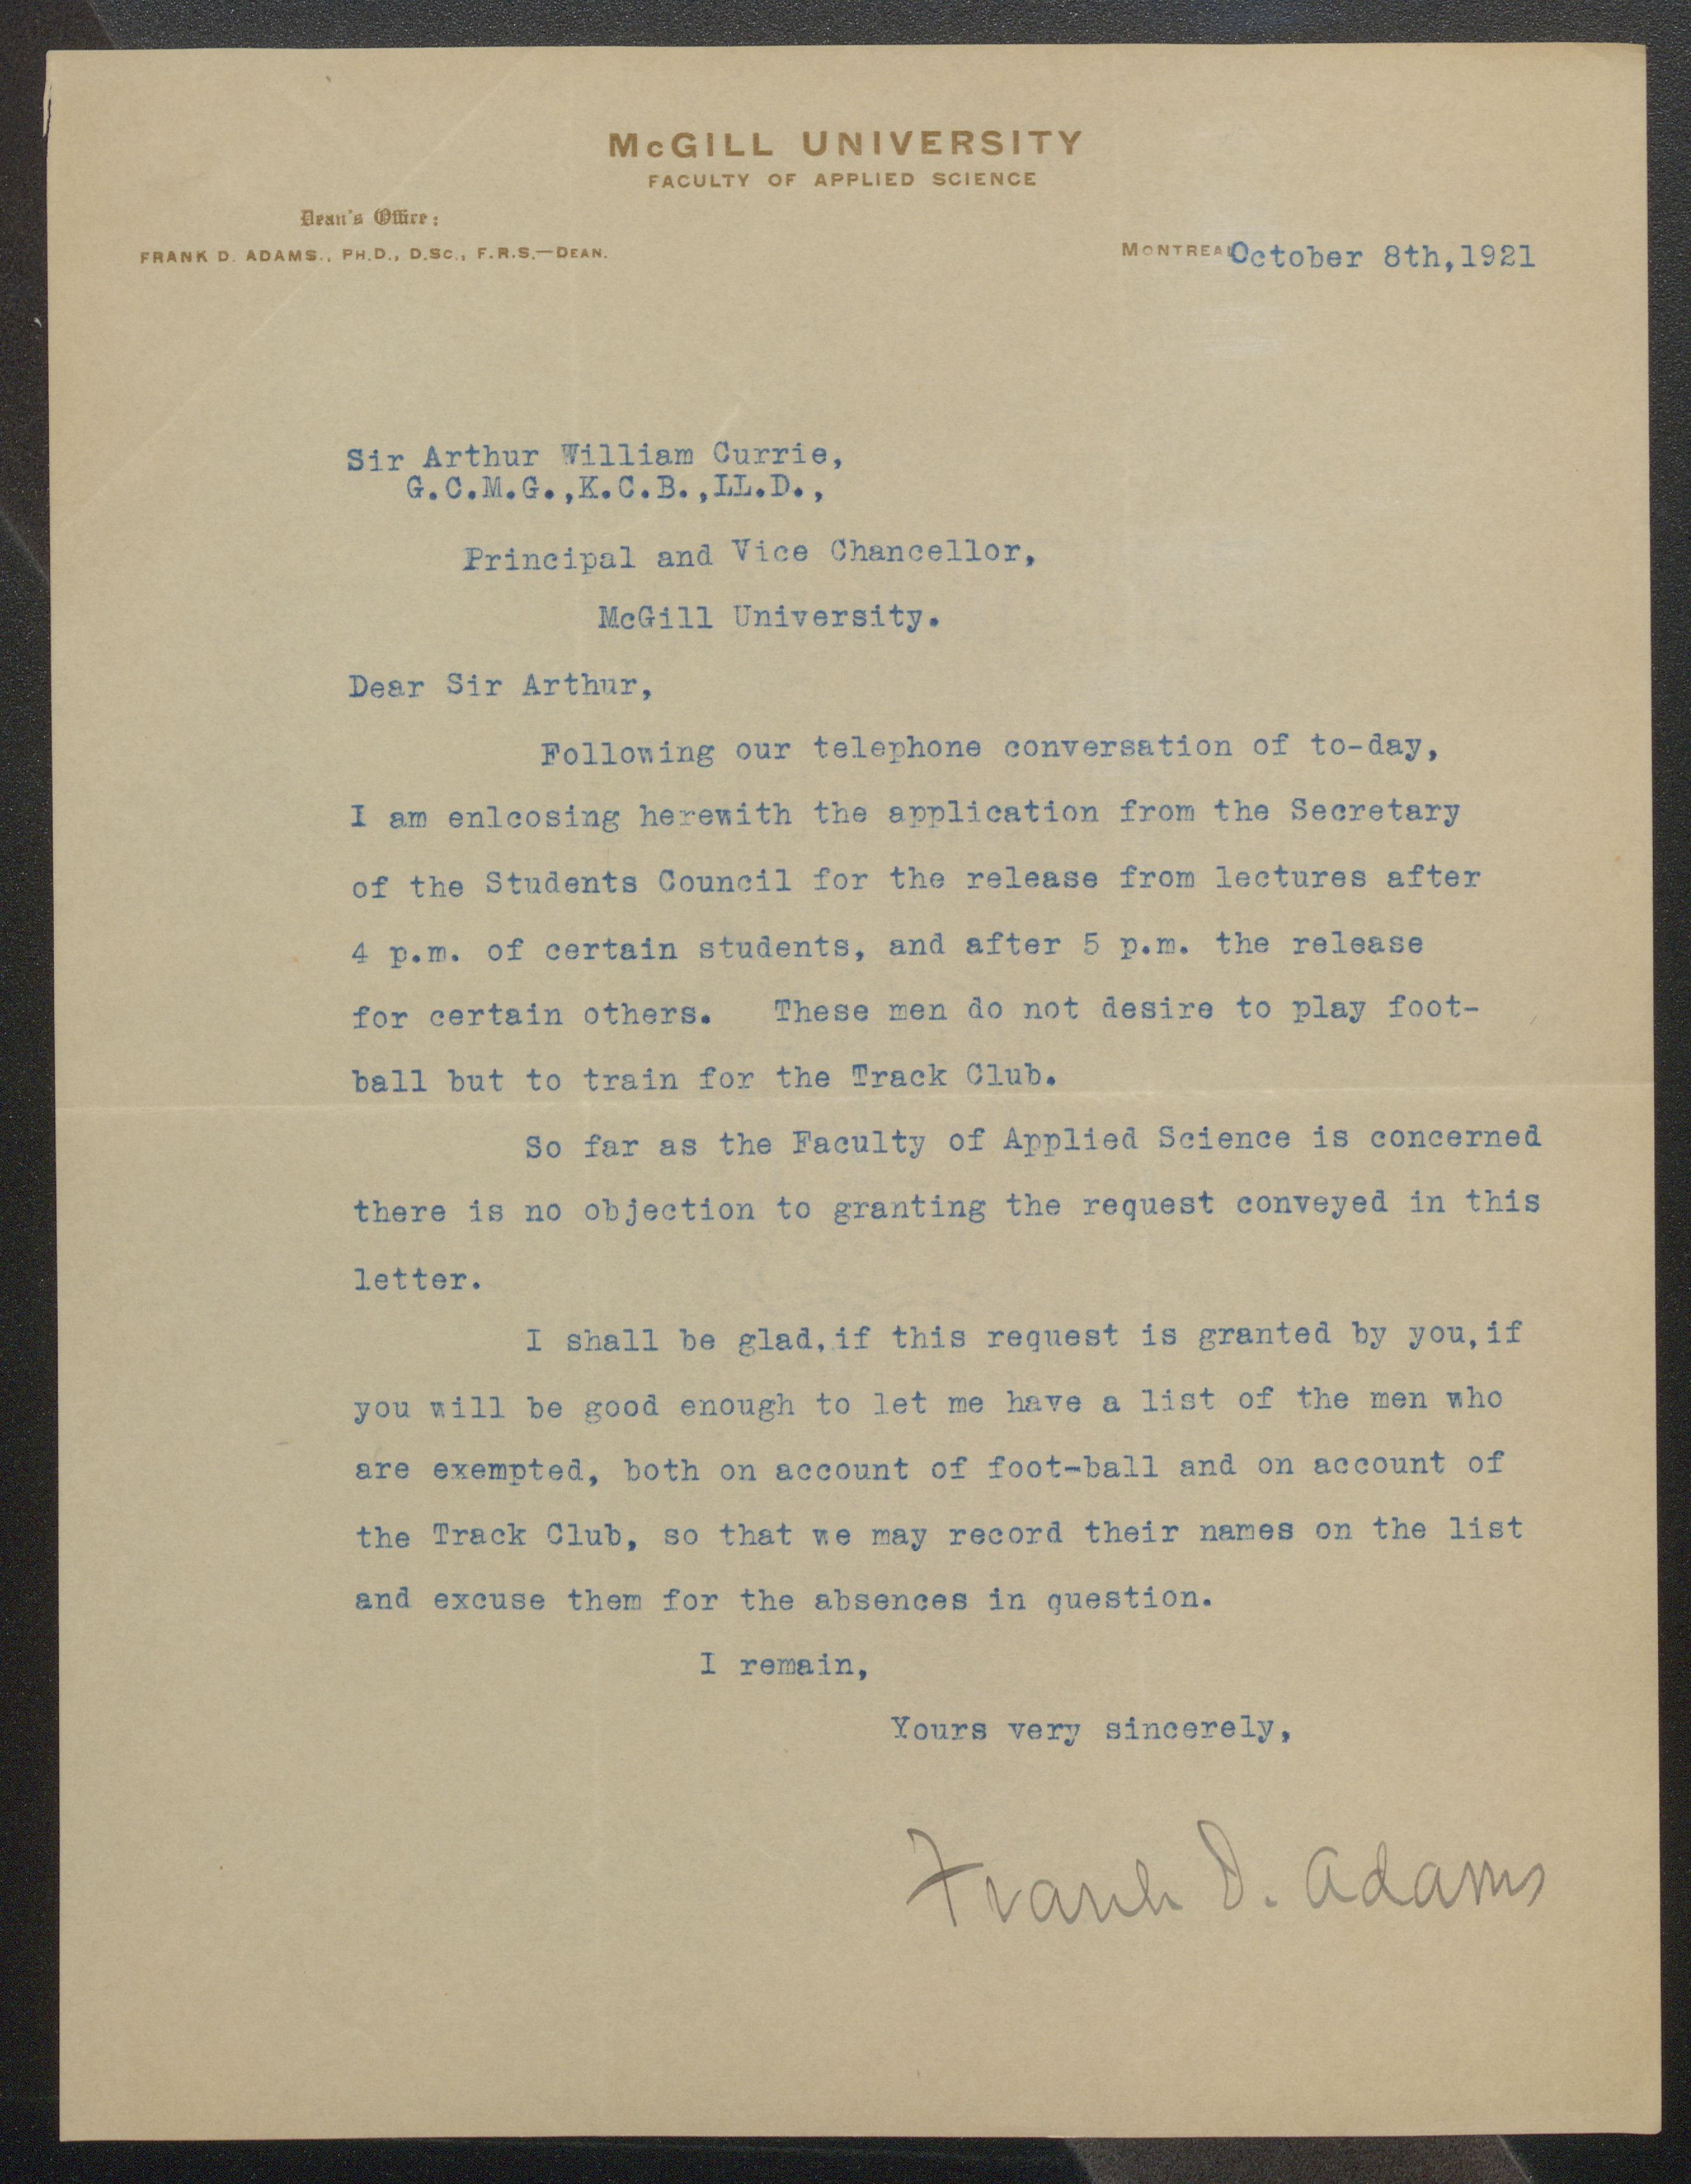 McGILL UNIVERSITY
FACULTY OF APPLIED SCIENCE
Dean's Office:
FRANK D. ADAMS., PH.D., D.SC., F.R.S.—DEAN.
MONTREAL October 8th,1921
Sir Arthur William Currie,
G.C.M.G.,K.C.B.,LL.D.,
Principal and Vice Chancellor,
McGill University.
Dear Sir Arthur,
Following our telephone conversation of to-day,
I am enlcosing herewith the application from the Secretary
of the Students Council for the release from lectures after
4 p.m. of certain students, and after 5 p.m. the release
for certain others. These men do not desire to play foot-
ball but to train for the Track Club.
So far as the Faculty of Applied Science is concerned
there is no objection to granting the request conveyed in this
letter.
I shall be glad,if this request is granted by you,if
you will be good enough to let me have a list of the men who
are exempted, both on account of foot-ball and on account of
the Track Club, so that we may record their names on the list
and excuse them for the absences in question.
I remain,
Yours very sincerely,
Frank D. Adams